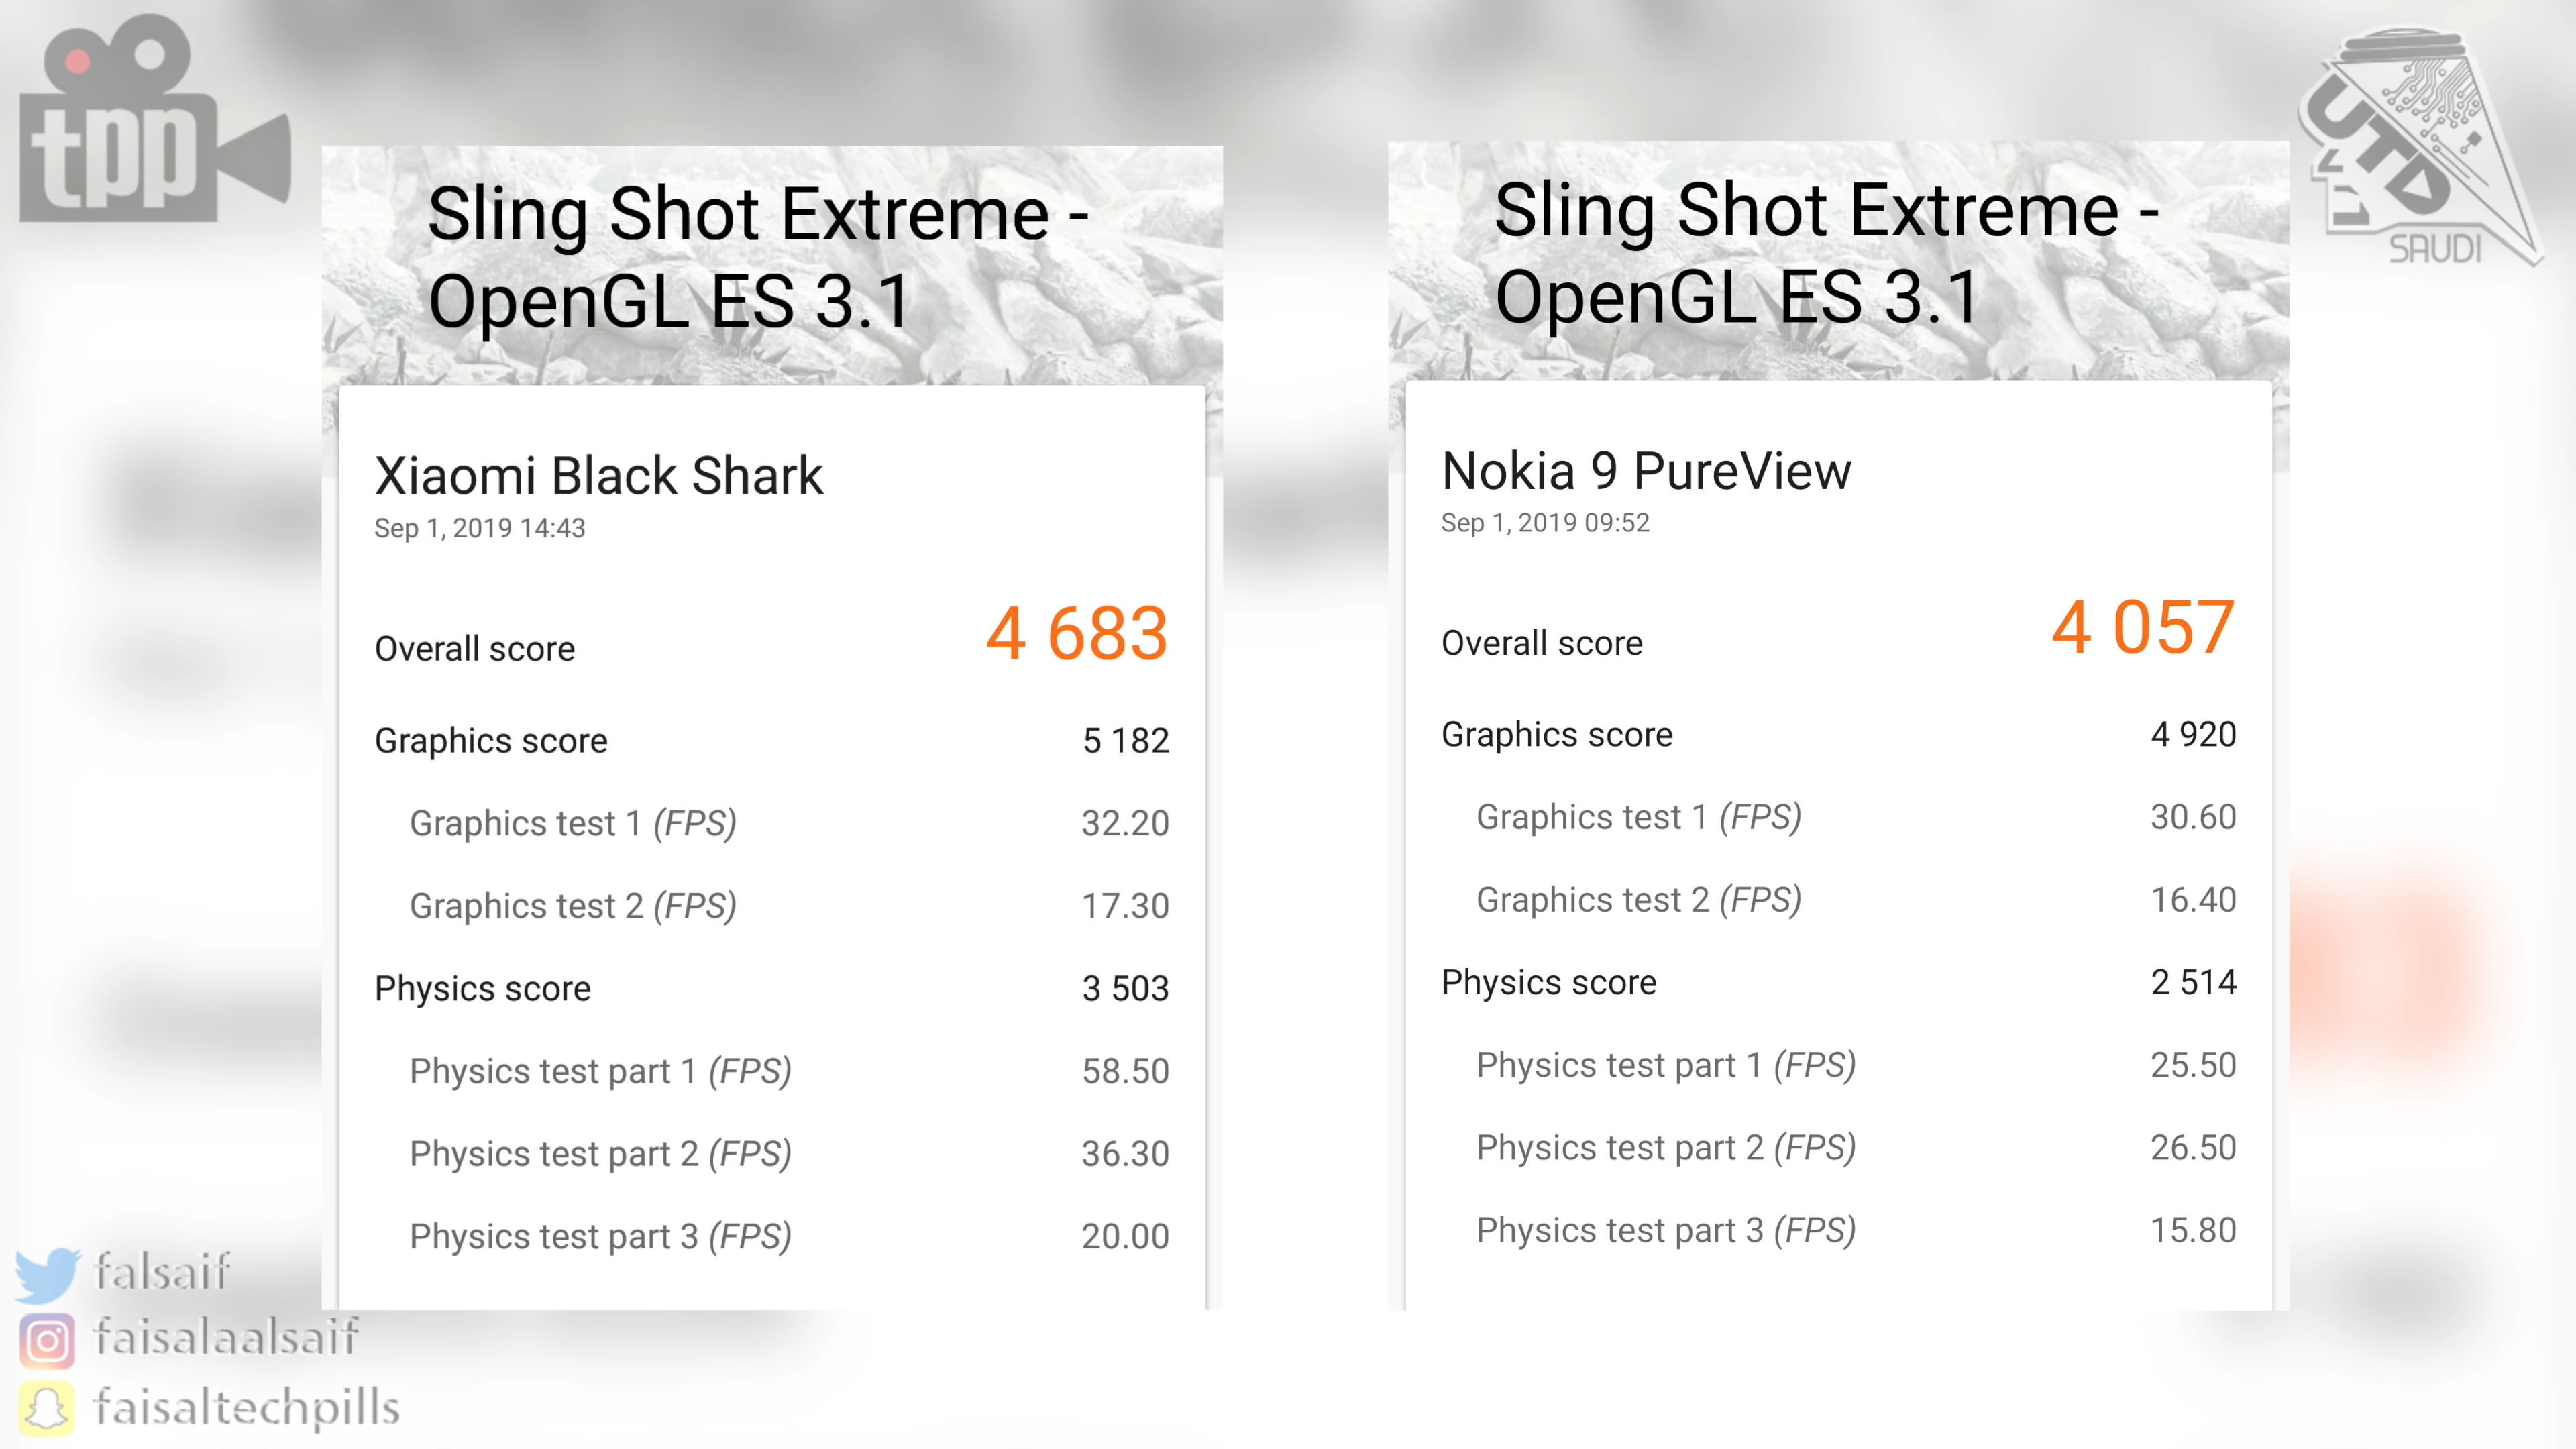 tpp
UTD
SAUDI
Sling Shot Extreme -
OpenGL ES 3.1
Xiaomi Black Shark
Sep 1, 2019 14:43
Overall score 4 683
Graphics score 5 182
Graphics test 1 (FPS) 32.20
Graphics test 2 (FPS) 17.30
Physics score 3 503
Physics test part 1 (FPS) 58.50
Physics test part 2 (FPS) 36.30
Physics test part 3 (FPS) 20.00
Sling Shot Extreme -
OpenGL ES 3.1
Nokia 9 PureView
Sep 1, 2019 09:52
Overall score 4 057
Graphics score 4 920
Graphics test 1 (FPS) 30.60
Graphics test 2 (FPS) 16.40
Physics score 2 514
Physics test part 1 (FPS) 25.50
Physics test part 2 (FPS) 26.50
Physics test part 3 (FPS) 15.80
falsaif
faisalaalsaif
faisaltechpills